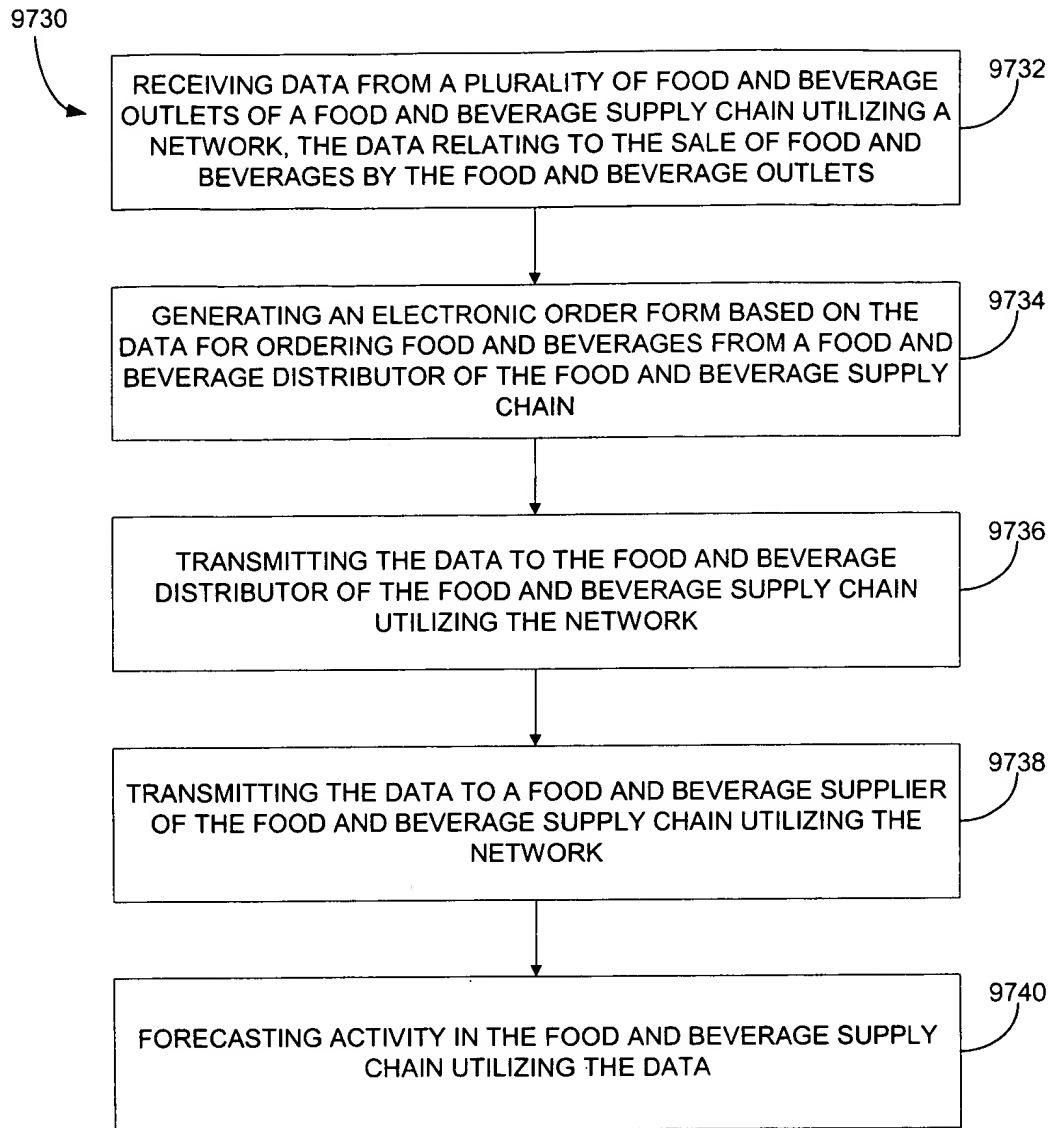 9730
RECEIVING DATA FROM A PLURALITY OF FOOD AND BEVERAGE
OUTLETS OF A FOOD AND BEVERAGE SUPPLY CHAIN UTILIZING A
NETWORK, THE DATA RELATING TO THE SALE OF FOOD AND
BEVERAGES BY THE FOOD AND BEVERAGE OUTLETS
9732
GENERATING AN ELECTRONIC ORDER FORM BASED ON THE
DATA FOR ORDERING FOOD AND BEVERAGES FROM A FOOD AND
BEVERAGE DISTRIBUTOR OF THE FOOD AND BEVERAGE SUPPLY
CHAIN
9734
TRANSMITTING THE DATA TO THE FOOD AND BEVERAGE
DISTRIBUTOR OF THE FOOD AND BEVERAGE SUPPLY CHAIN
UTILIZING THE NETWORK
9736
TRANSMITTING THE DATA TO A FOOD AND BEVERAGE SUPPLIER
OF THE FOOD AND BEVERAGE SUPPLY CHAIN UTILIZING THE
NETWORK
9738
FORECASTING ACTIVITY IN THE FOOD AND BEVERAGE SUPPLY
CHAIN UTILIZING THE DATA
9740